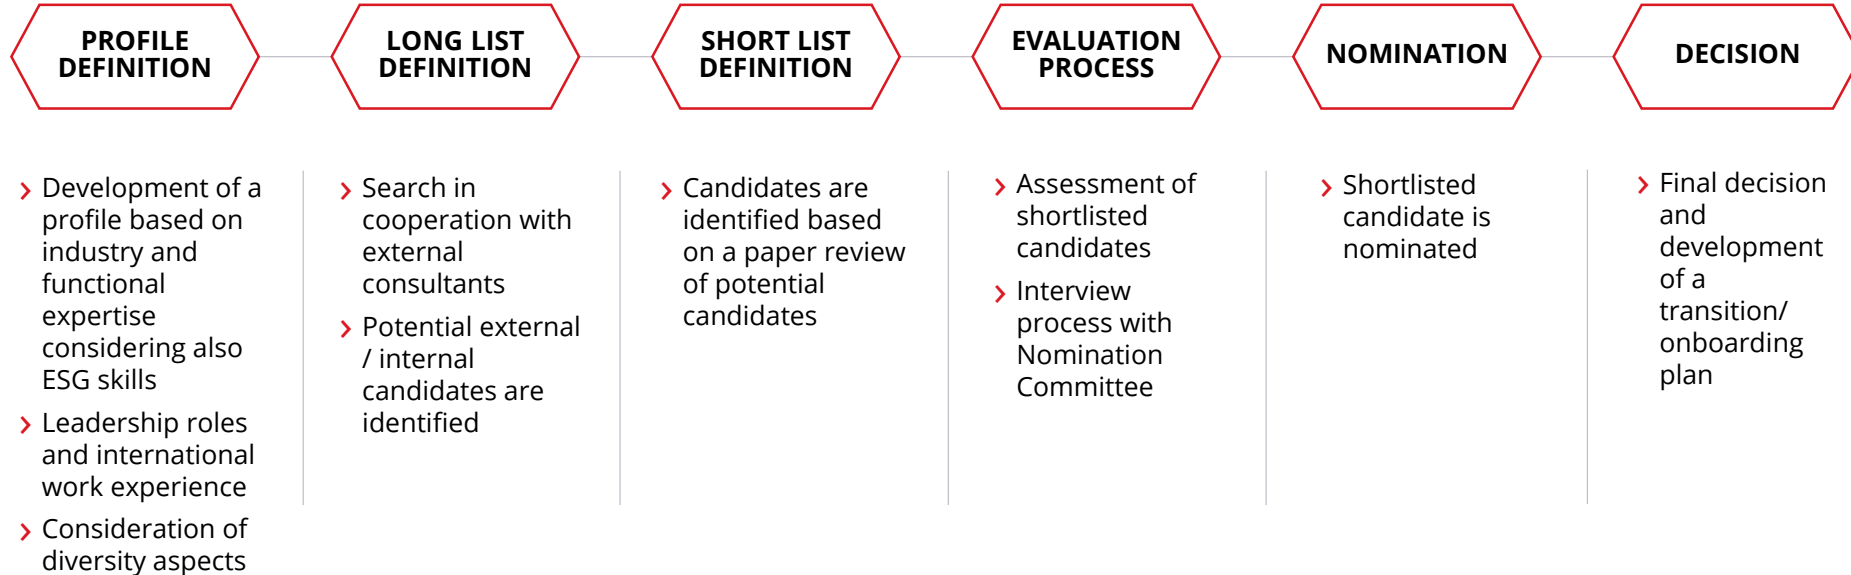 PROFILE
DEFINITION
LONG LIST
DEFINITION
SHORT LIST
DEFINITION
EVALUATION
PROCESS
NOMINATION
DECISION
Development of a
profile based on
industry and
functional
expertise
considering also
ESG skills
Leadership roles
and international
work experience
Consideration of
diversity aspects
Search in
cooperation with
external
consultants
Potential external
/ internal
candidates are
identified
Candidates are
identified based
on a paper review
of potential
candidates
Assessment of
shortlisted
candidates
Interview
process with
Nomination
Committee
Shortlisted
candidate is
nominated
Final decision
and
development
of a
transition/
onboarding
plan